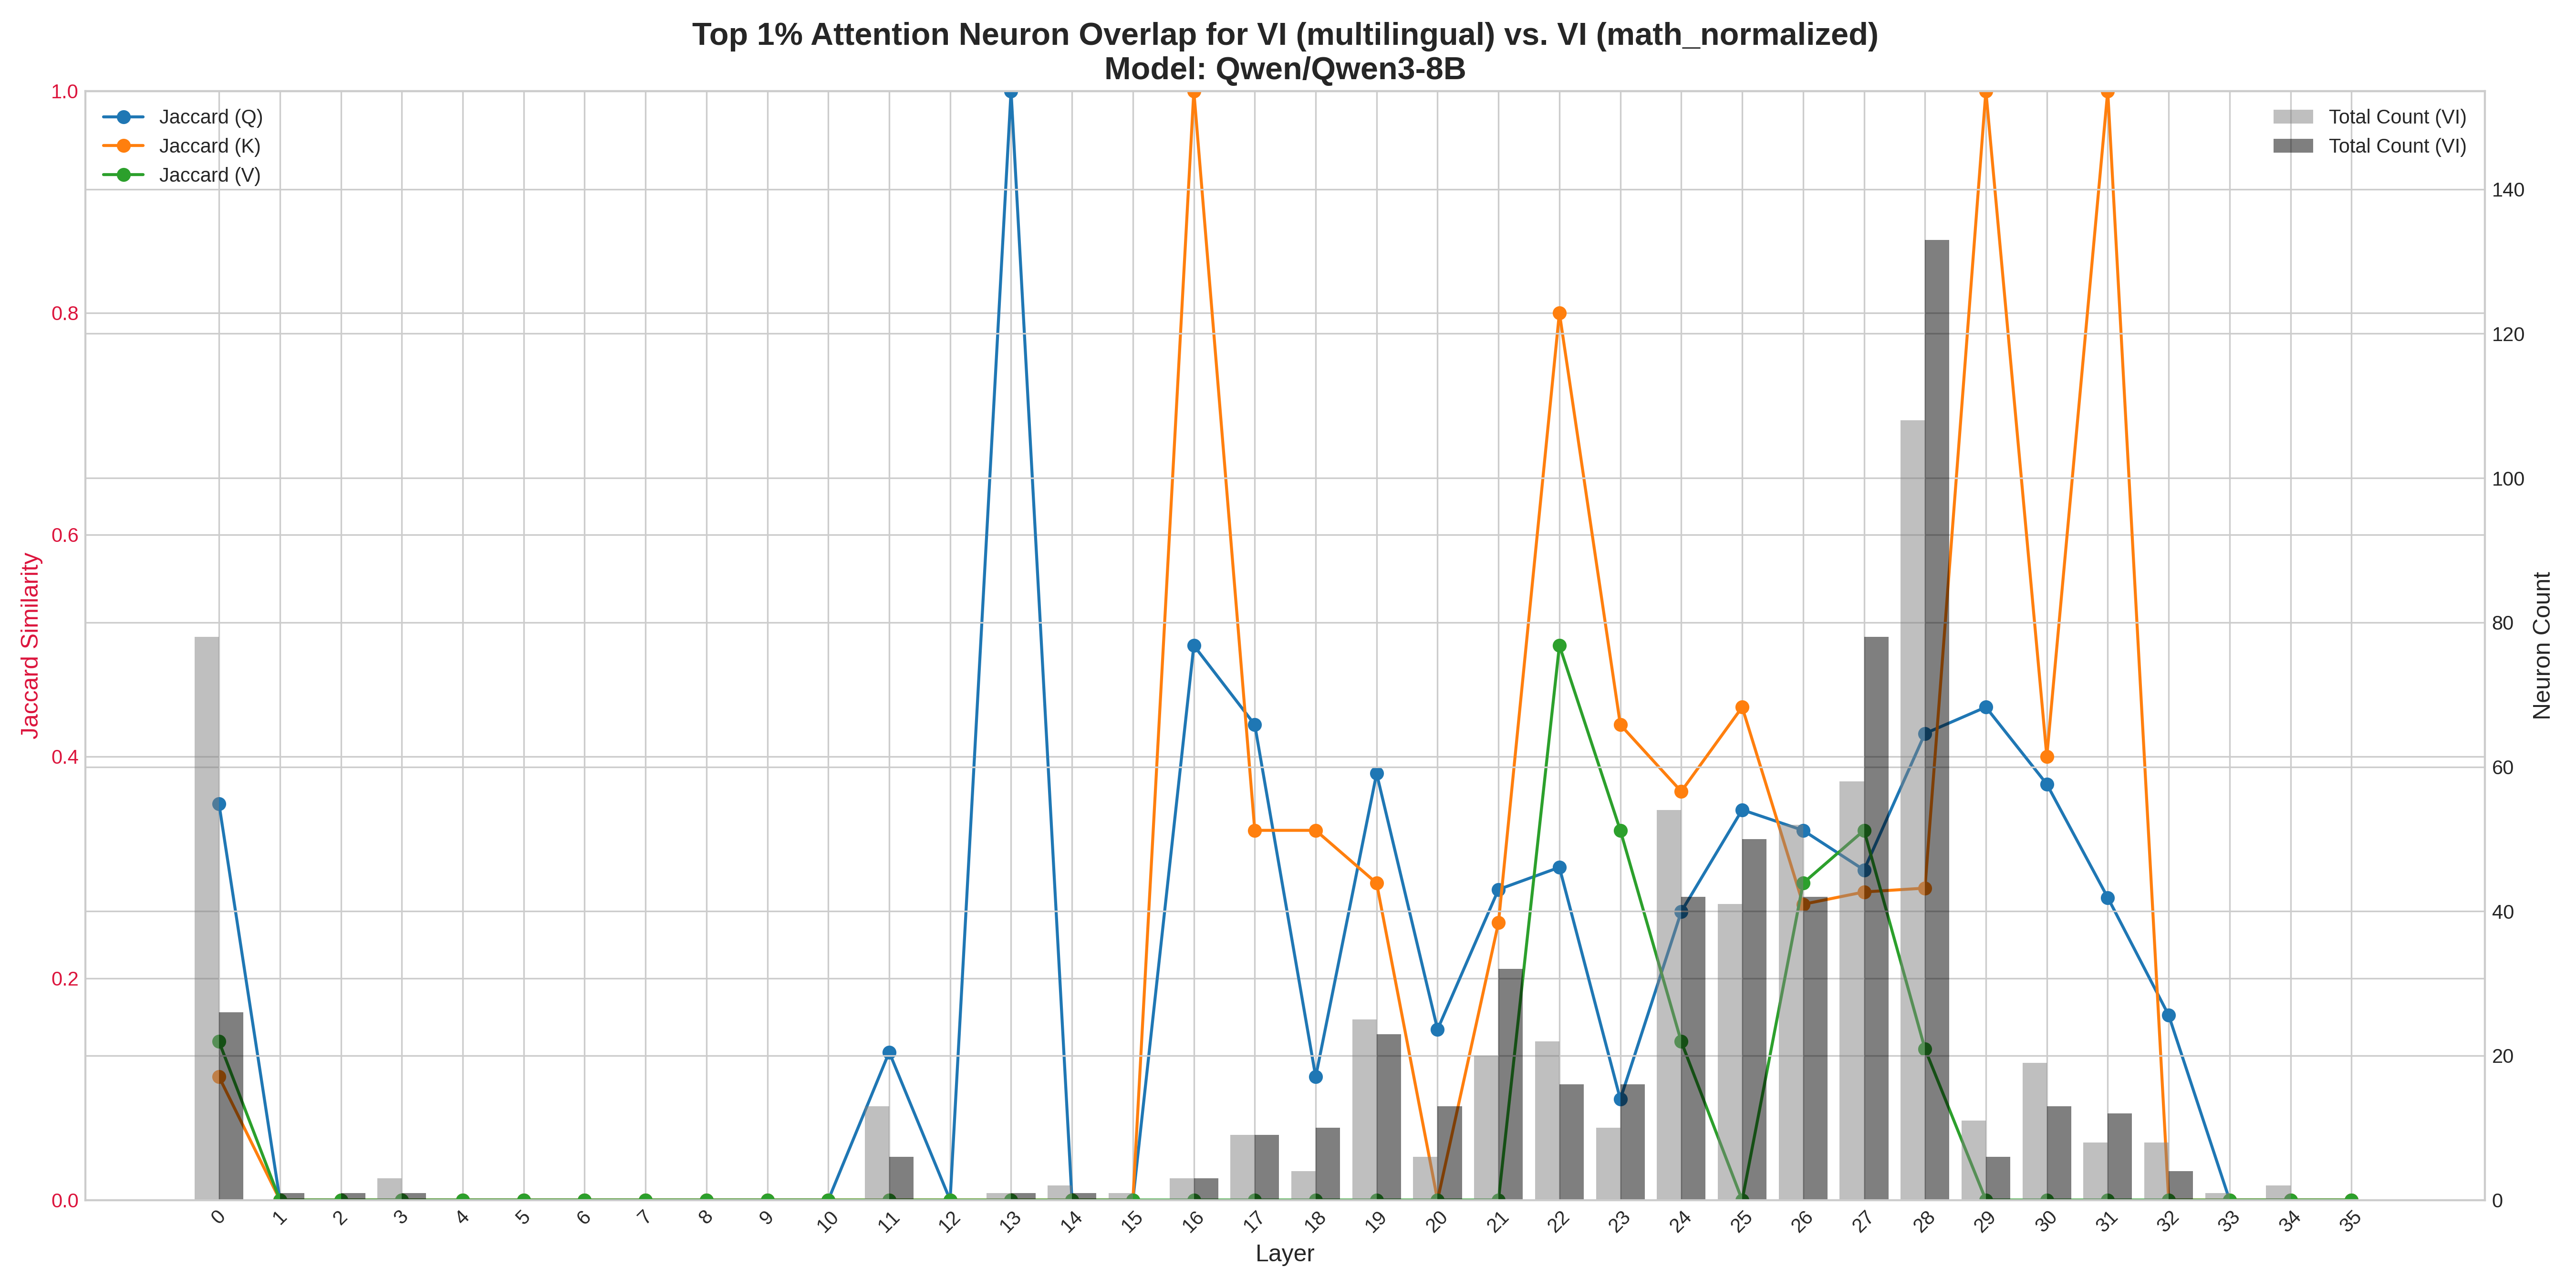 Top 1% Attention Neuron Overlap for VI (multilingual) vs. VI (math_normalized)
Model: Qwen/Qwen3-8B
Jaccard (Q)
Jaccard (K)
Jaccard (V)
Total Count (VI)
Total Count (VI)
Jaccard Similarity
1.0
0.8
0.6
0.4
0.2
0.0
Neuron Count
140
120
100
80
60
40
20
0
0 1 2 3 4 5 6 7 8 9 10 11 12 13 14 15 16 17 18 19 20 21 22 23 24 25 26 27 28 29 30 31 32 33 34 35
Layer